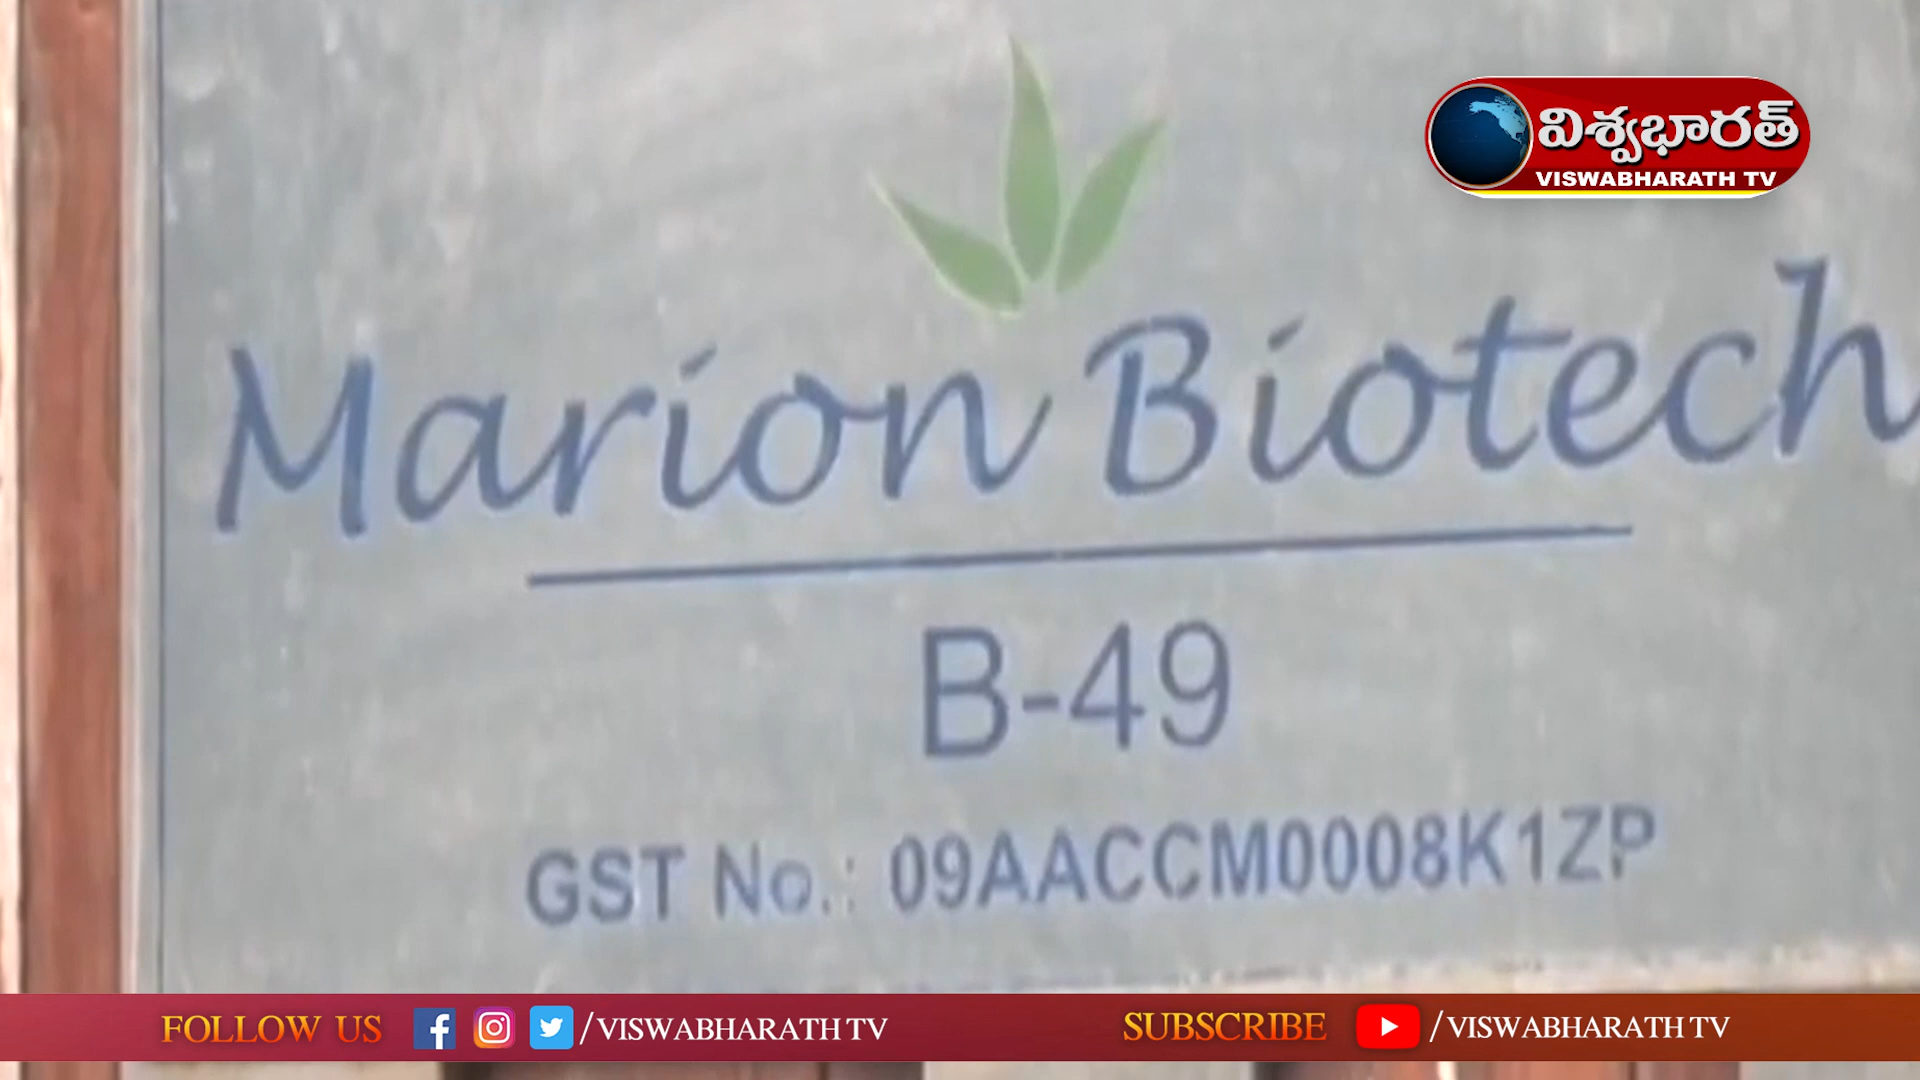 విశ్వభారత్
VISWABHARATH TV
Marion Biotech
B-49
GST No.: 09AACCM0008K1ZP
FOLLOW US /VISWABHARATH TV SUBSCRIBE /VISWABHARATH TV